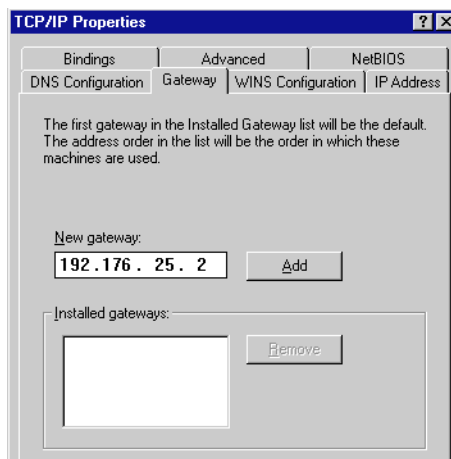 TCP/IP Properties
? X
Bindings Advanced NetBIOS
DNS Configuration Gateway WINS Configuration IP Address
The first gateway in the Installed Gateway list will be the default.
The address order in the list will be the order in which these
machines are used.
New gateway:
192.176. 25. 2 Add
Installed gateways:
Remove